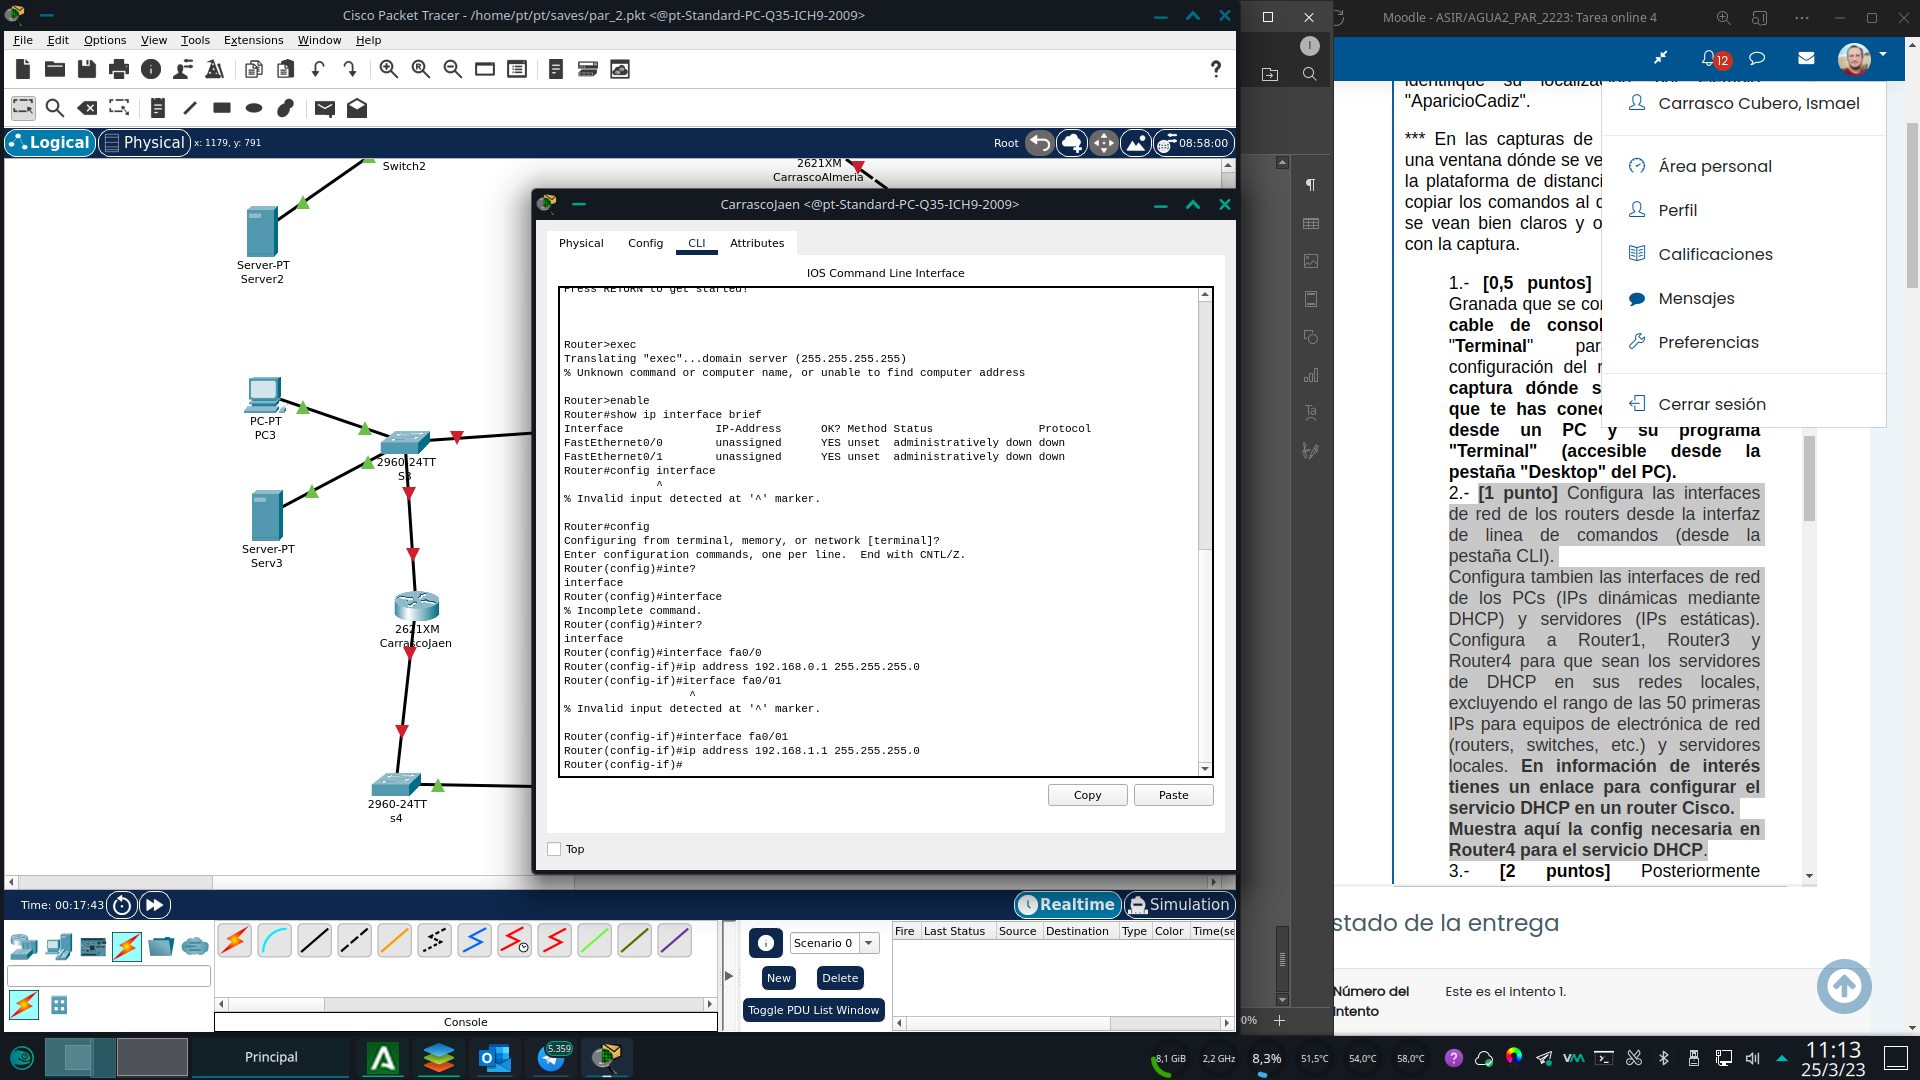 Cisco Packet Tracer - /home/pt/pt/saves/par_2.pkt <@pt-Standard-PC-Q35-ICH9-2009>
File Edit Options View Tools Extensions Window Help
Logical Physical x: 1179, y: 791
Root 08:58:00
Switch2
2621XM
CarrascoAlmeria
Server-PT
Server2
PC-PT
PC3
2960-24TT
S3
Server-PT
Serv3
2621XM
CarrascoJaen
2960-24TT
s4
CarrascoJaen <@pt-Standard-PC-Q35-ICH9-2009>
Physical Config CLI Attributes
IOS Command Line Interface
Press RETURN to get started!
Router>exec
Translating "exec"...domain server (255.255.255.255)
% Unknown command or computer name, or unable to find computer address
Router>enable
Router#show ip interface brief
Interface IP-Address OK? Method Status Protocol
FastEthernet0/0 unassigned YES unset administratively down down
FastEthernet0/1 unassigned YES unset administratively down down
Router#config interface
^
% Invalid input detected at '^' marker.
Router#config
Configuring from terminal, memory, or network [terminal]?
Enter configuration commands, one per line. End with CNTL/Z.
Router(config)#inte?
interface
Router(config)#interface
% Incomplete command.
Router(config)#inter?
interface
Router(config)#interface fa0/0
Router(config-if)#ip address 192.168.0.1 255.255.255.0
Router(config-if)#iterface fa0/01
^
% Invalid input detected at '^' marker.
Router(config-if)#interface fa0/01
Router(config-if)#ip address 192.168.1.1 255.255.255.0
Router(config-if)#
Copy Paste
Top
Time: 00:17:43
Realtime Simulation
Scenario 0
New Delete
Toggle PDU List Window
Fire Last Status Source Destination Type Color Time(se
Console
0%
Moodle - ASIR/AGUA2_PAR_2223: Tarea online 4
12
"AparicioCadiz".
*** En las capturas de
una ventana dónde se ve
la plataforma de distanci
copiar los comandos al d
se vean bien claros y o
con la captura.
1.- [0,5 puntos]
Granada que se co
cable de consol
"Terminal" par
configuración del r
captura dónde s
que te has conec
desde un PC y su programa
"Terminal" (accesible desde la
pestaña "Desktop" del PC).
2.- [1 punto] Configura las interfaces
de red de los routers desde la interfaz
de linea de comandos (desde la
pestaña CLI).
Configura tambien las interfaces de red
de los PCs (IPs dinámicas mediante
DHCP) y servidores (IPs estáticas).
Configura a Router1, Router3 y
Router4 para que sean los servidores
de DHCP en sus redes locales,
excluyendo el rango de las 50 primeras
IPs para equipos de electrónica de red
(routers, switches, etc.) y servidores
locales. En información de interés
tienes un enlace para configurar el
servicio DHCP en un router Cisco.
Muestra aquí la config necesaria en
Router4 para el servicio DHCP.
3.- [2 puntos] Posteriormente
Carrasco Cubero, Ismael
Área personal
Perfil
Calificaciones
Mensajes
Preferencias
Cerrar sesión
stado de la entrega
Número del
intento
Este es el intento 1.
Principal
5.359
8,1 GiB 2,2 GHz 8,3% 51,5°C 54,0°C 58,0°C
11:13
25/3/23